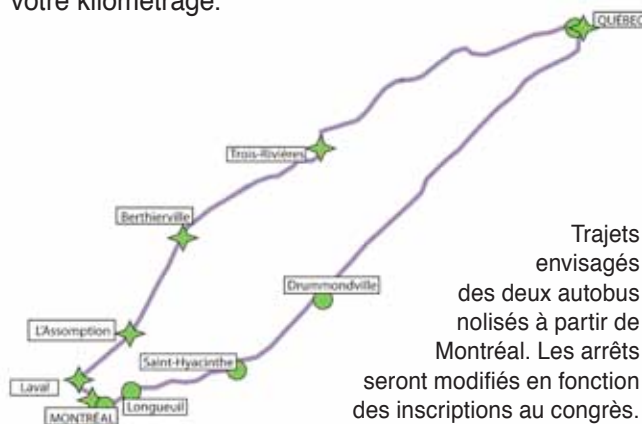 votre kilométrage.
QUÉBEC
Trois-Rivières
Berthierville
Drummondville
L'Assomption
Saint-Hyacinthe
Laval
Longueuil
MONTRÉAL
Trajets
envisagés
des deux autobus
nolisés à partir de
Montréal. Les arrêts
seront modifiés en fonction
des inscriptions au congrès.